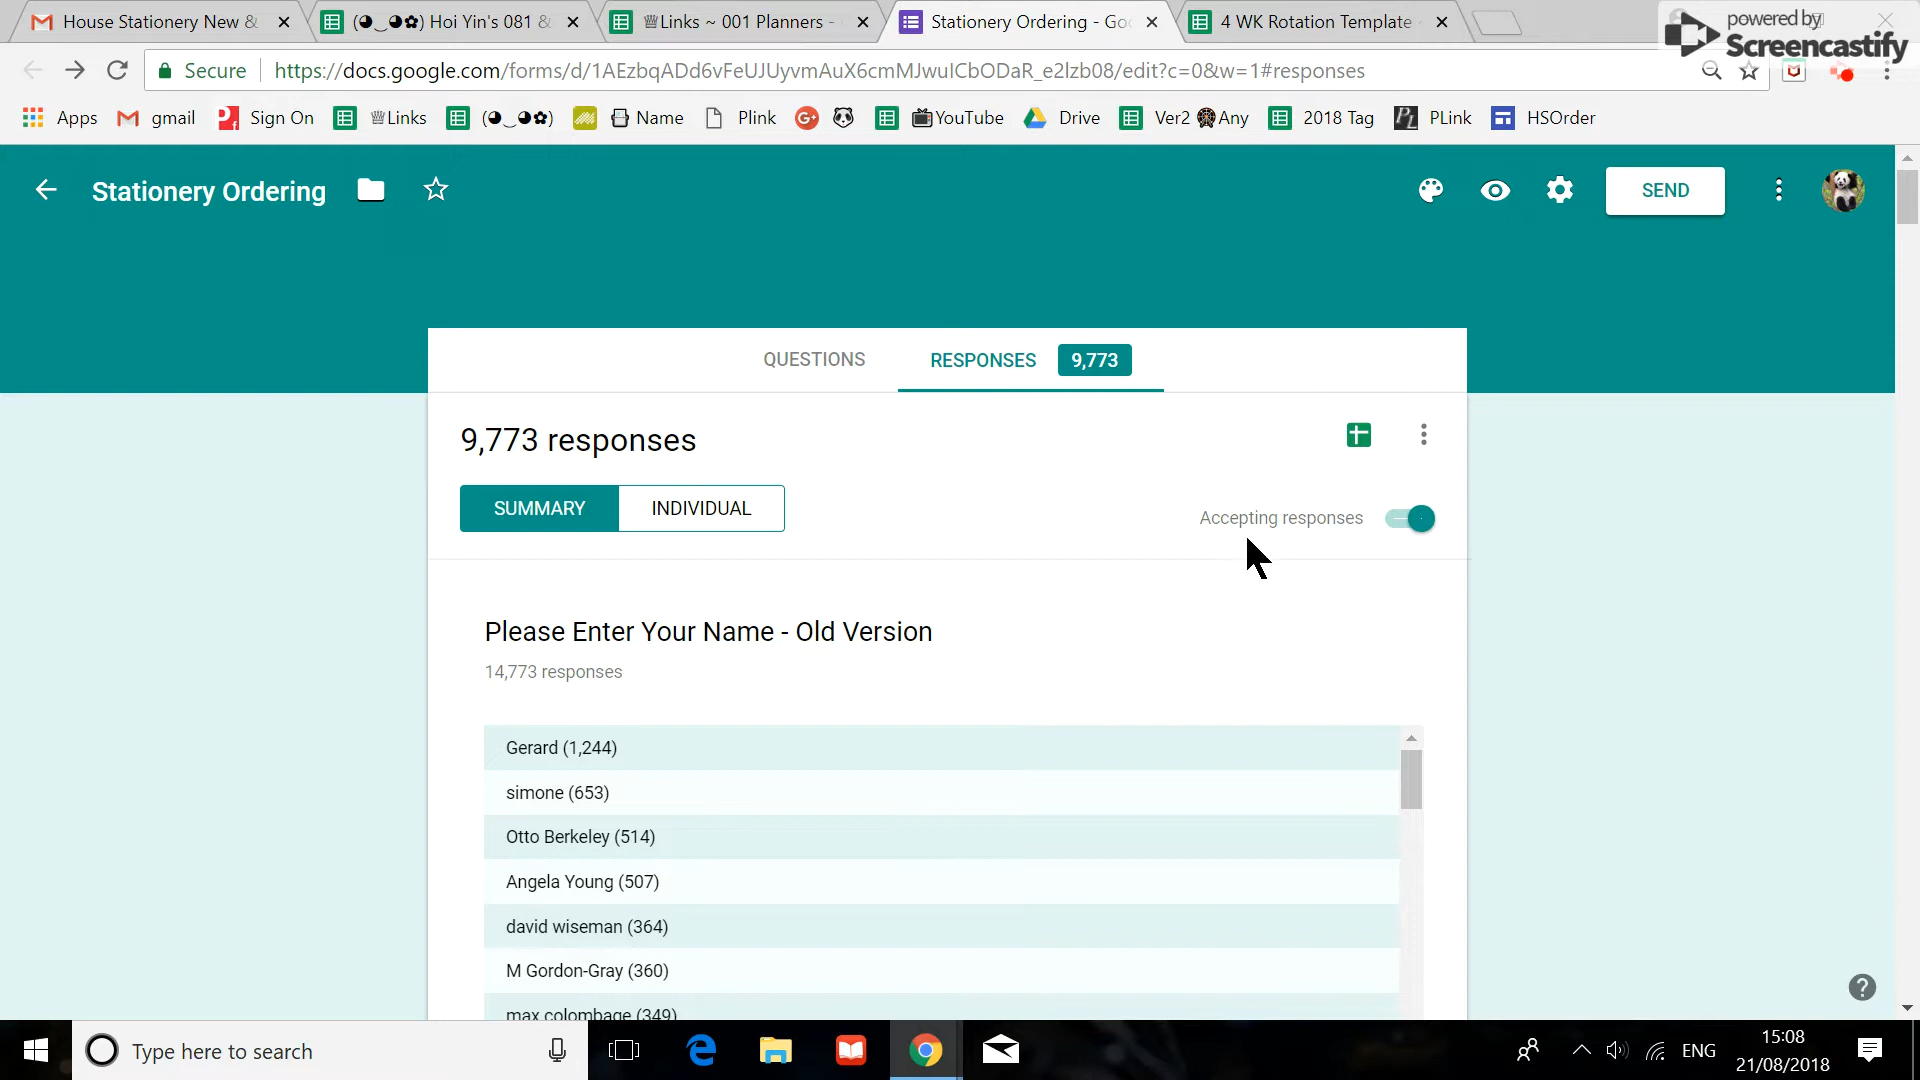 House Stationery New &
(◕‿◕✿) Hoi Yin's 081 &
♕Links ~ 001 Planners -
Stationery Ordering - Goo
4 WK Rotation Template
powered by
Screencastify
Secure
https://docs.google.com/forms/d/1AEzbqADd6vFeUJUyvmAuX6cmMJwulCbODaR_e2lzb08/edit?c=0&w=1#responses
Apps
gmail
Sign On
♕Links
(◕‿◕✿)
Name
Plink
YouTube
Drive
Ver2
Any
2018 Tag
PLink
HSOrder
Stationery Ordering
SEND
QUESTIONS
RESPONSES
9,773
9,773 responses
SUMMARY
INDIVIDUAL
Accepting responses
Please Enter Your Name - Old Version
14,773 responses
Gerard (1,244)
simone (653)
Otto Berkeley (514)
Angela Young (507)
david wiseman (364)
M Gordon-Gray (360)
max colombage (349)
Type here to search
ENG
15:08
21/08/2018